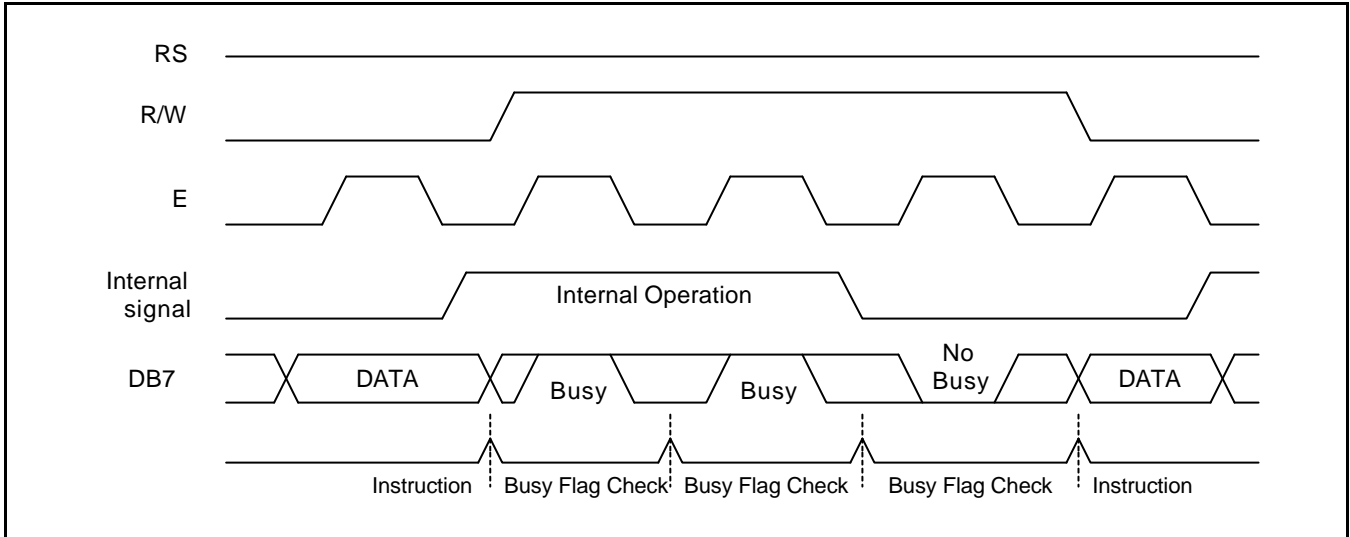 RS
R/W
E
Internal
signal
Internal Operation
No
DB7 DATA Busy Busy Busy DATA
Instruction Busy Flag Check Busy Flag Check Busy Flag Check Instruction